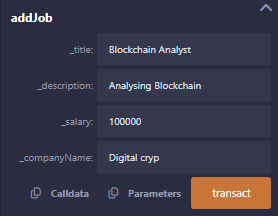 addJob
_title: Blockchain Analyst
_description: Analysing Blockchain
_salary: 100000
_companyName: Digital cryp
Calldata Parameters transact